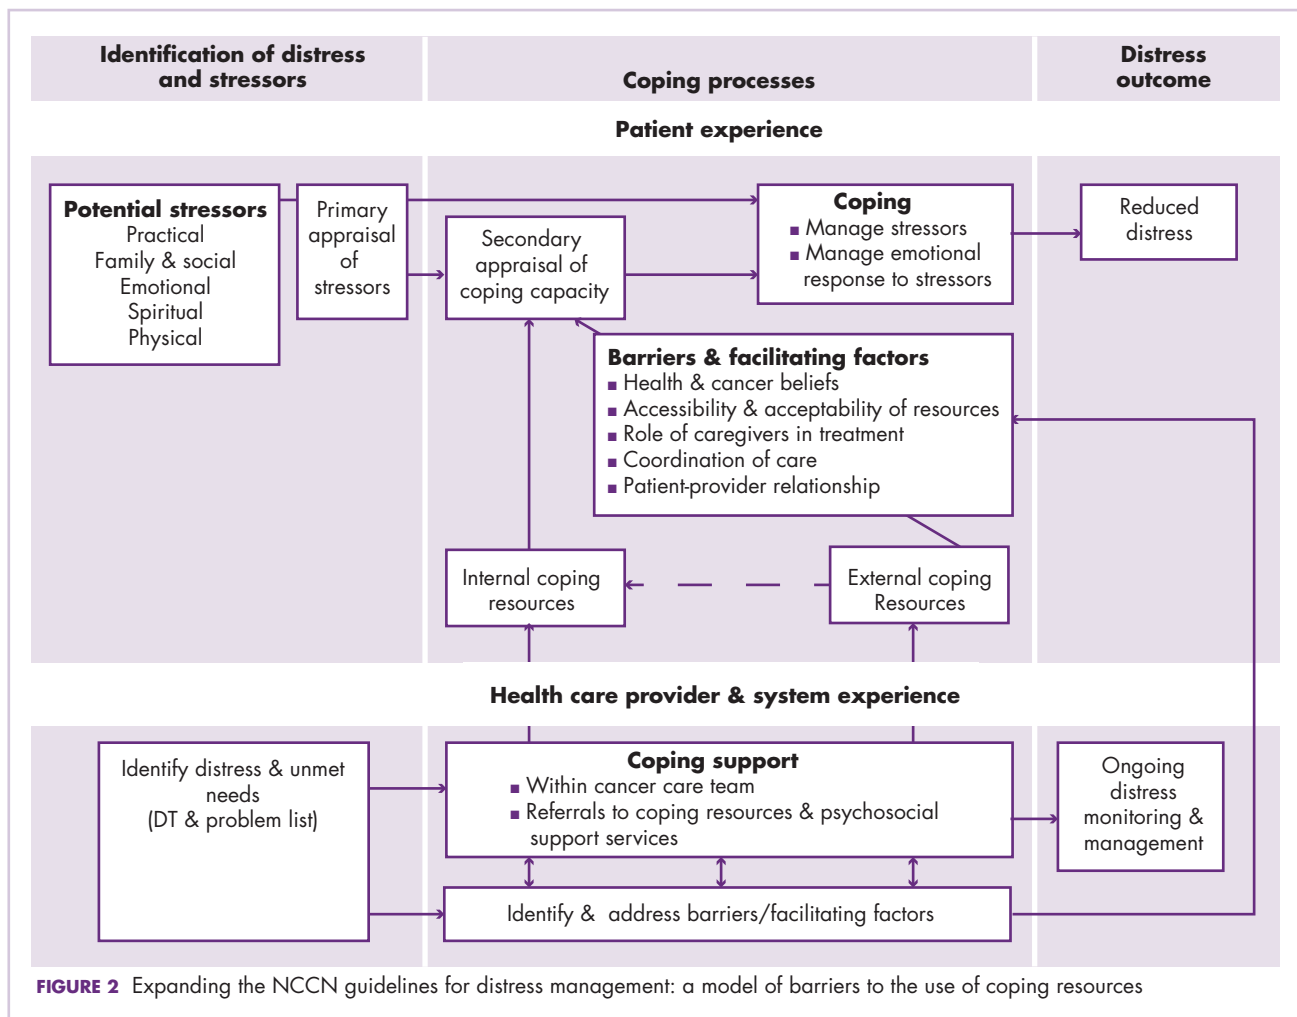 Identification of distress
and stressors
Coping processes
Distress
outcome
Patient experience
Potential stressors
Practical
Family & social
Emotional
Spiritual
Physical
Primary
appraisal
of
stressors
Secondary
appraisal of
coping capacity
Coping
■ Manage stressors
■ Manage emotional
response to stressors
Reduced
distress
Barriers & facilitating factors
■ Health & cancer beliefs
■ Accessibility & acceptability of resources
■ Role of caregivers in treatment
■ Coordination of care
■ Patient-provider relationship
Internal coping
resources
External coping
Resources
Health care provider & system experience
Identify distress & unmet
needs
(DT & problem list)
Coping support
■ Within cancer care team
■ Referrals to coping resources & psychosocial
support services
Ongoing
distress
monitoring &
management
Identify & address barriers/facilitating factors
FIGURE 2 Expanding the NCCN guidelines for distress management: a model of barriers to the use of coping resources